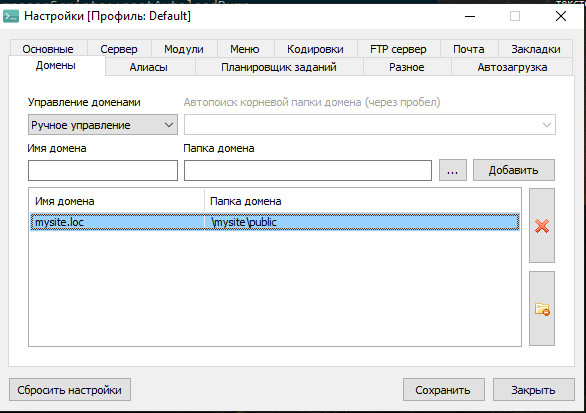 Настройки [Профиль: Default]
Основные Сервер Модули Меню Кодировки FTP сервер Почта Закладки
Домены Алиасы Планировщик заданий Разное Автозагрузка
Управление доменами Автопоиск корневой папки домена (через пробел)
Ручное управление
Имя домена Папка домена
... Добавить
Имя домена Папка домена
mysite.loc \mysite\public
Сбросить настройки Сохранить Закрыть